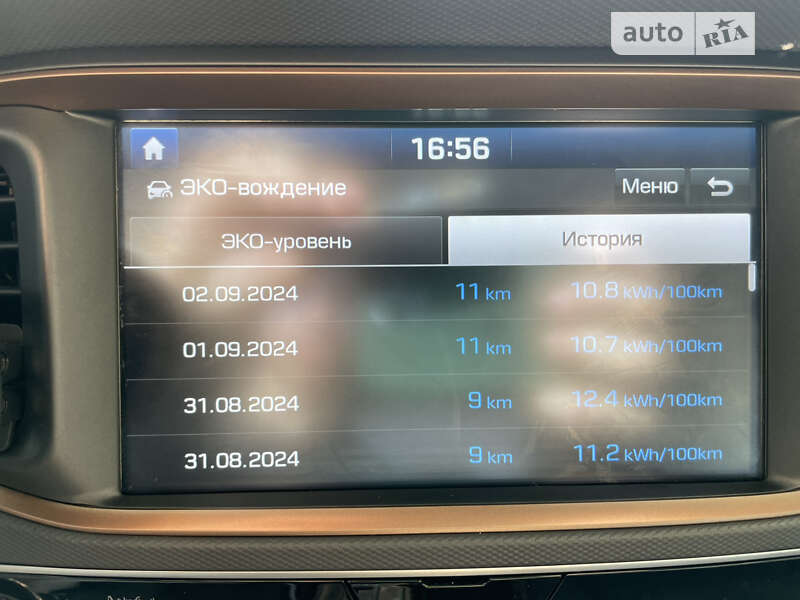 auto RIA
16:56
ЭКО-вождение Меню
ЭКО-уровень История
02.09.2024 11 km 10.8 kWh/100km
01.09.2024 11 km 10.7 kWh/100km
31.08.2024 9 km 12.4 kWh/100km
31.08.2024 9 km 11.2 kWh/100km